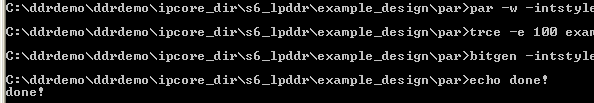 C:\ddrdemo\ddrdemo\ipcore_dir\s6_lpddr\example_design\par>par -w -intstyle
C:\ddrdemo\ddrdemo\ipcore_dir\s6_lpddr\example_design\par>trce -e 100 exam
C:\ddrdemo\ddrdemo\ipcore_dir\s6_lpddr\example_design\par>bitgen -intstyle
C:\ddrdemo\ddrdemo\ipcore_dir\s6_lpddr\example_design\par>echo done!
done!